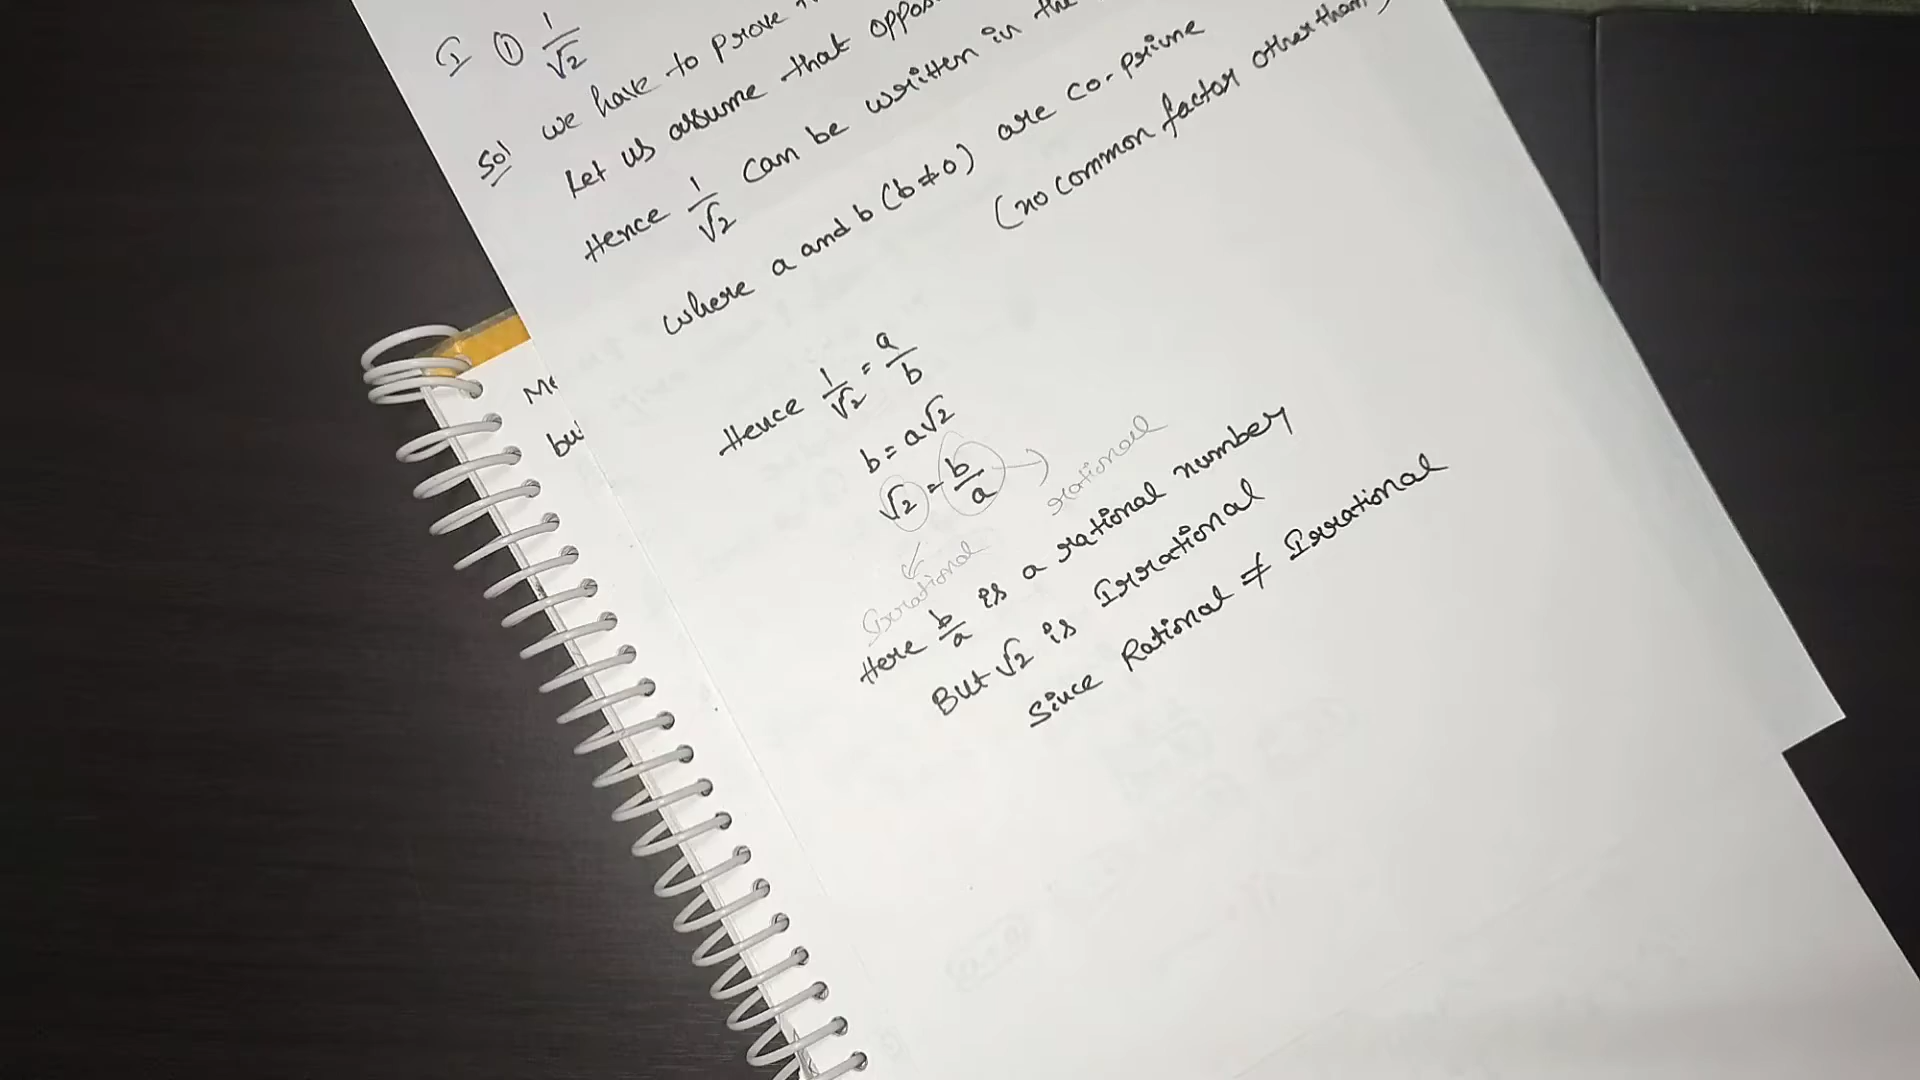 I ① 1/√2
Sol we have to prove
Let us assume that
Hence 1/√2 can be written in the
where a and b (b≠0) are co-prime
(no common factor other than
Hence 1/√2 = a/b
b = a√2
√2 = b/a → rational
Irrational
Here b/a is a rational number
But √2 is Irrational
Since Rational ≠ Irrational